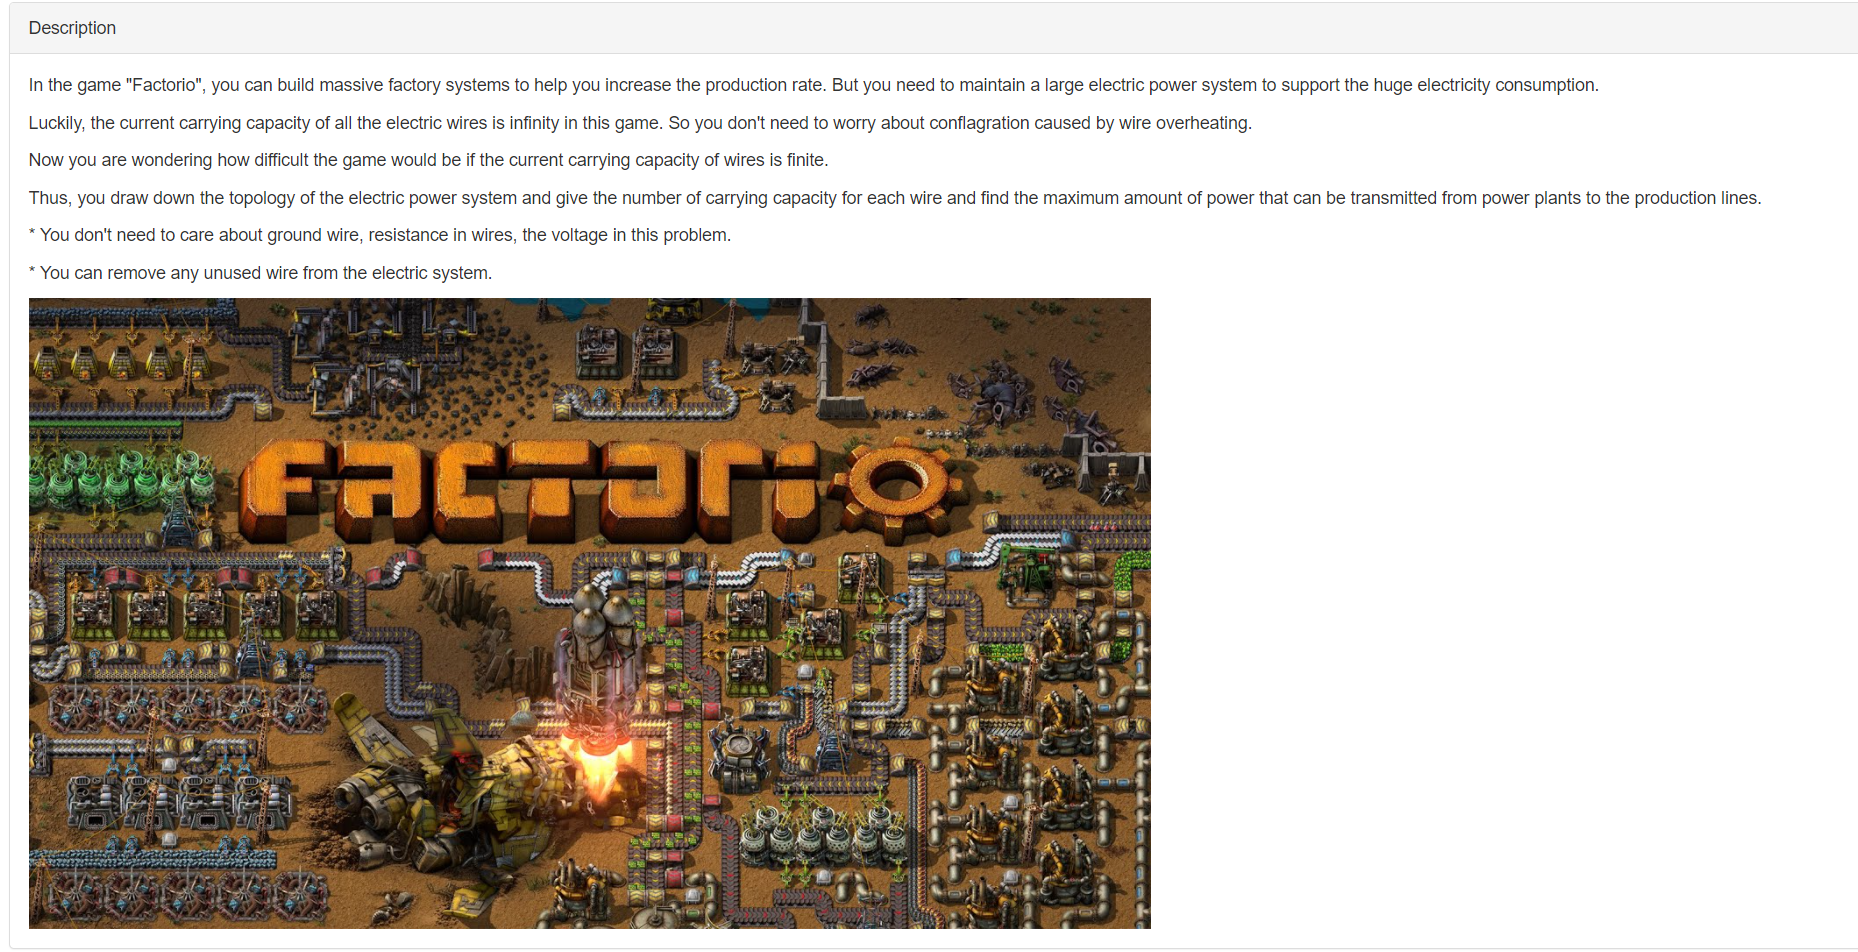 Description
In the game "Factorio", you can build massive factory systems to help you increase the production rate. But you need to maintain a large electric power system to support the huge electricity consumption.
Luckily, the current carrying capacity of all the electric wires is infinity in this game. So you don't need to worry about conflagration caused by wire overheating.
Now you are wondering how difficult the game would be if the current carrying capacity of wires is finite.
Thus, you draw down the topology of the electric power system and give the number of carrying capacity for each wire and find the maximum amount of power that can be transmitted from power plants to the production lines.
* You don't need to care about ground wire, resistance in wires, the voltage in this problem.
* You can remove any unused wire from the electric system.
FACTORIO